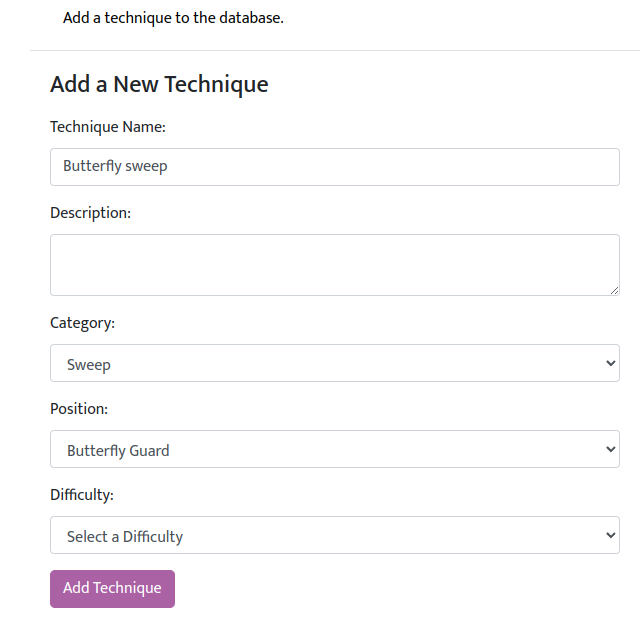 Add a technique to the database.
Add a New Technique
Technique Name:
Butterfly sweep
Description:
Category:
Sweep
Position:
Butterfly Guard
Difficulty:
Select a Difficulty
Add Technique